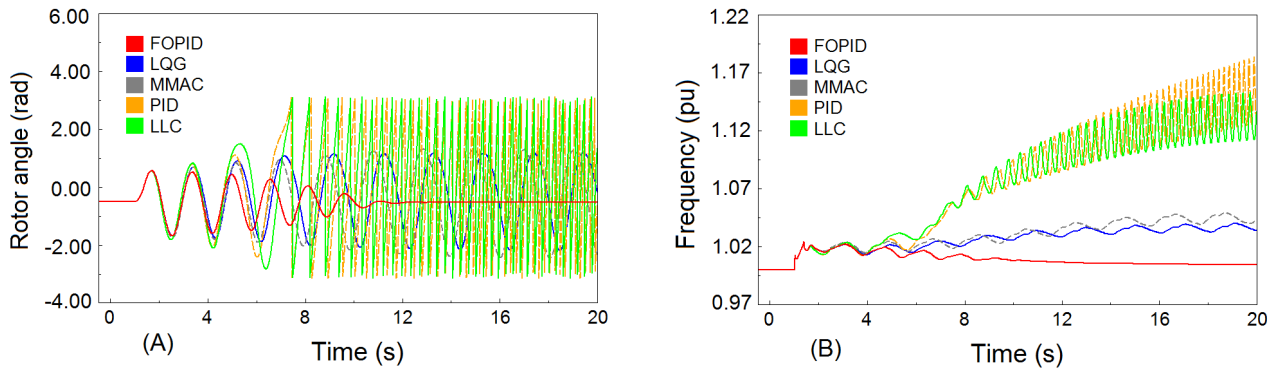 6.00
4.00
2.00
0.00
-2.00
-4.00
Rotor angle (rad)
FOPID
LQG
MMAC
PID
LLC
0
4
8
12
16
20
(A)
Time (s)
1.22
1.17
1.12
1.07
1.02
0.97
Frequency (pu)
FOPID
LQG
MMAC
PID
LLC
0
4
8
12
16
20
(B)
Time (s)